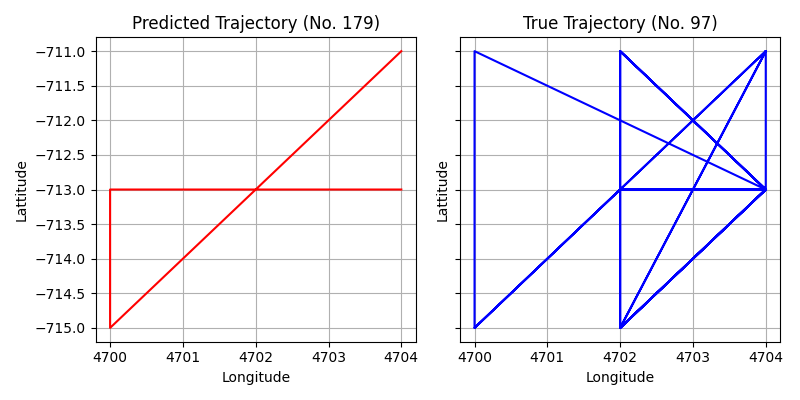 Predicted Trajectory (No. 179)
True Trajectory (No. 97)
Lattitude
−711.0
−711.5
−712.0
−712.5
−713.0
−713.5
−714.0
−714.5
−715.0
4700 4701 4702 4703 4704
Longitude
Lattitude
4700 4701 4702 4703 4704
Longitude